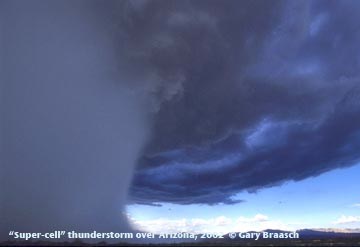 “Super-cell” thunderstorm over Arizona, 2002 © Gary Braasch